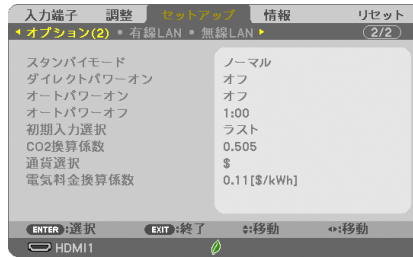 入力端子 調整 セットアップ 情報 リセット
オプション(2) 有線LAN 無線LAN 2/2
スタンバイモード ノーマル
ダイレクトパワーオン オフ
オートパワーオン オフ
オートパワーオフ 1:00
初期入力選択 ラスト
CO2換算係数 0.505
通貨選択 $
電気料金換算係数 0.11[$/kWh]
ENTER:選択 EXIT:終了 :移動 :移動
HDMI1